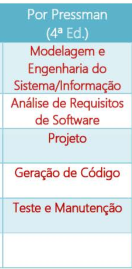 Por Pressman
(4ª Ed.)
Modelagem e
Engenharia do
Sistema/Informação
Análise de Requisitos
de Software
Projeto
Geração de Código
Teste e Manutenção